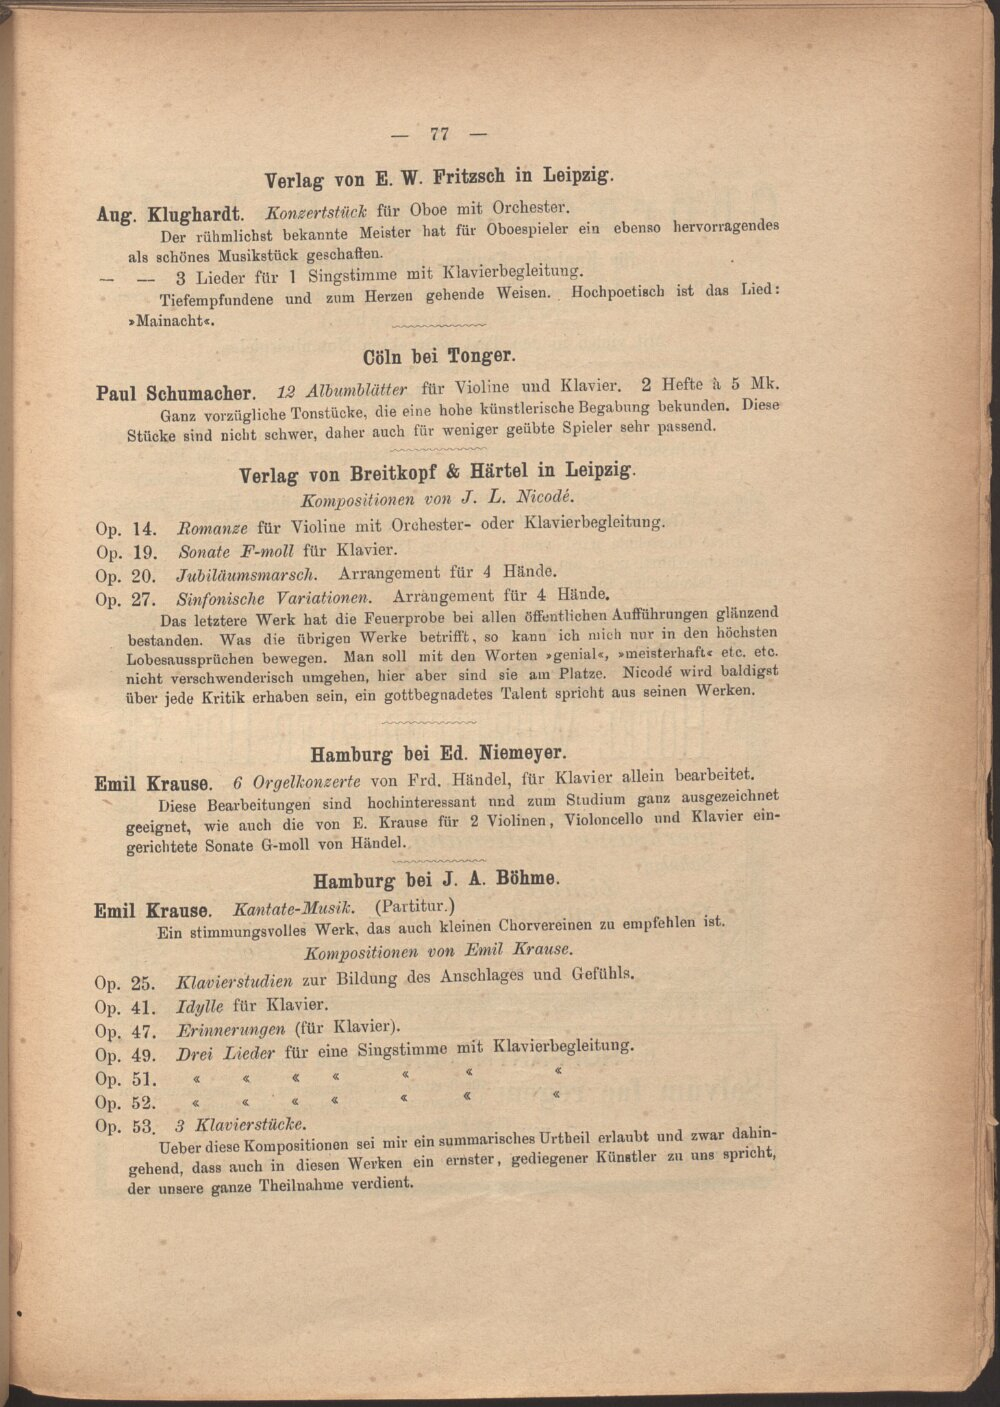 — 77 —
Verlag von E. W. Fritzsch in Leipzig.
Aug. Klughardt. Konzertstück für Oboe mit Orchester.
Der rühmlichst bekannte Meister hat für Oboespieler ein ebenso hervorragendes
als schönes Musikstück geschaffen.
— — 3 Lieder für 1 Singstimme mit Klavierbegleitung.
Tiefempfundene und zum Herzen gehende Weisen. Hochpoetisch ist das Lied:
»Mainacht«.
Cöln bei Tonger.
Paul Schumacher. 12 Albumblätter für Violine und Klavier. 2 Hefte à 5 Mk.
Ganz vorzügliche Tonstücke, die eine hohe künstlerische Begabung bekunden. Diese
Stücke sind nicht schwer, daher auch für weniger geübte Spieler sehr passend.
Verlag von Breitkopf & Härtel in Leipzig.
Kompositionen von J. L. Nicodé.
Op. 14. Romanze für Violine mit Orchester- oder Klavierbegleitung.
Op. 19. Sonate F-moll für Klavier.
Op. 20. Jubiläumsmarsch. Arrangement für 4 Hände.
Op. 27. Sinfonische Variationen. Arrangement für 4 Hände.
Das letztere Werk hat die Feuerprobe bei allen öffentlichen Aufführungen glänzend
bestanden. Was die übrigen Werke betrifft, so kann ich mich nur in den höchsten
Lobesaussprüchen bewegen. Man soll mit den Worten »genial«, »meisterhaft« etc. etc.
nicht verschwenderisch umgehen, hier aber sind sie am Platze. Nicodé wird baldigst
über jede Kritik erhaben sein, ein gottbegnadetes Talent spricht aus seinen Werken.
Hamburg bei Ed. Niemeyer.
Emil Krause. 6 Orgelkonzerte von Frd. Händel, für Klavier allein bearbeitet.
Diese Bearbeitungen sind hochinteressant und zum Studium ganz ausgezeichnet
geeignet, wie auch die von E. Krause für 2 Violinen, Violoncello und Klavier ein-
gerichtete Sonate G-moll von Händel.
Hamburg bei J. A. Böhme.
Emil Krause. Kantate-Musik. (Partitur.)
Ein stimmungsvolles Werk, das auch kleinen Chorvereinen zu empfehlen ist.
Kompositionen von Emil Krause.
Op. 25. Klavierstudien zur Bildung des Anschlages und Gefühls.
Op. 41. Idylle für Klavier.
Op. 47. Erinnerungen (für Klavier).
Op. 49. Drei Lieder für eine Singstimme mit Klavierbegleitung.
Op. 51. « « « « « « «
Op. 52. « « « « « « «
Op. 53. 3 Klavierstücke.
Ueber diese Kompositionen sei mir ein summarisches Urtheil erlaubt und zwar dahin-
gehend, dass auch in diesen Werken ein ernster, gediegener Künstler zu uns spricht,
der unsere ganze Theilnahme verdient.